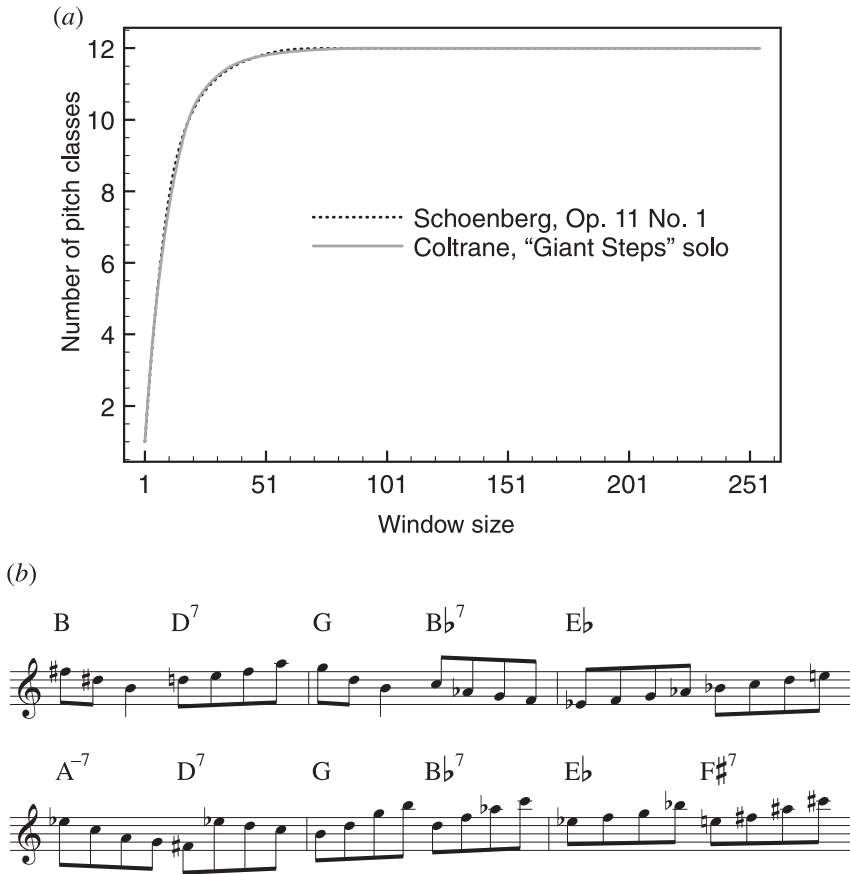 (a)
12
10
8
6
4
2
Number of pitch classes
Schoenberg, Op. 11 No. 1
Coltrane, “Giant Steps” solo
1 51 101 151 201 251
Window size
(b)
B D7 G B♭7 E♭
A–7 D7 G B♭7 E♭ F♯7